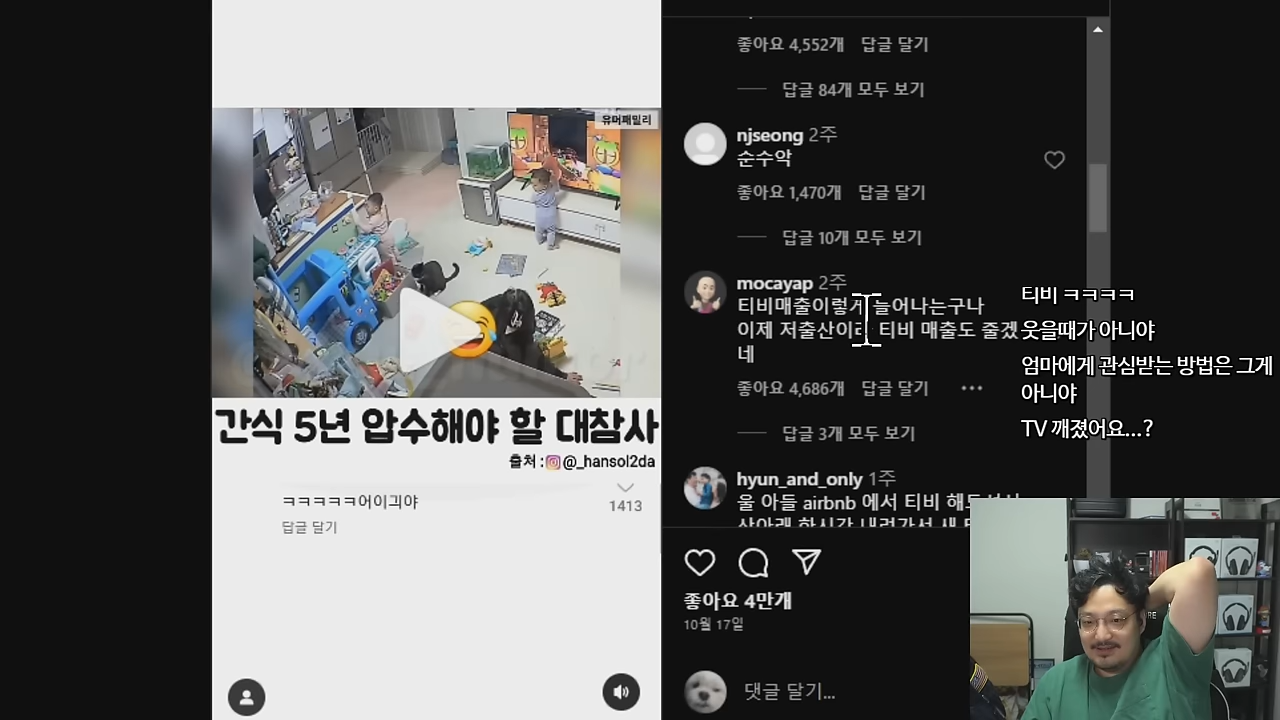 유머패밀리
간식 5년 압수해야 할 대참사
출처 : @_hansol2da
ㅋㅋㅋㅋㅋ어이긔야
답글 달기
1413
좋아요 4,552개 답글 달기
답글 84개 모두 보기
njseong 2주
순수악
좋아요 1,470개 답글 달기
답글 10개 모두 보기
mocayap 2주
티비매출이렇게 늘어나는구나
이제 저출산이라 티비 매출도 줄겠
네
좋아요 4,686개 답글 달기
답글 3개 모두 보기
hyun_and_only 1주
울 아들 airbnb 에서 티비
좋아요 4만개
10월 17일
댓글 달기...
티비 ㅋㅋㅋㅋ
웃을때가 아니야
엄마에게 관심받는 방법은 그게
아니야
TV 깨졌어요...?